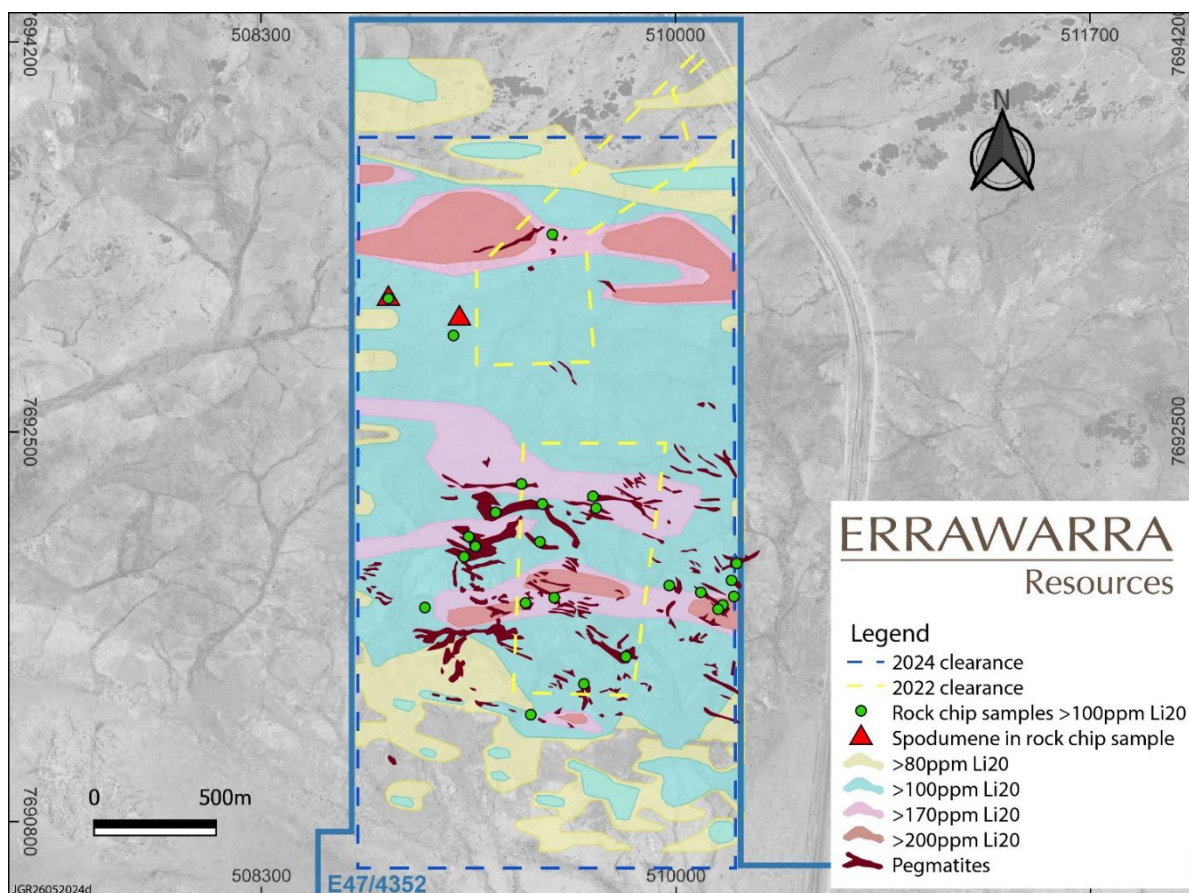 508300
510000
511700
7694200
7694200
N
7692500
7692500
ERRAWARRA
Resources
Legend
2024 clearance
2022 clearance
Rock chip samples >100ppm Li20
Spodumene in rock chip sample
>80ppm Li20
>100ppm Li20
>170ppm Li20
>200ppm Li20
Pegmatites
0 500m
7690800
508300
510000
E47/4352
JGR26052024d